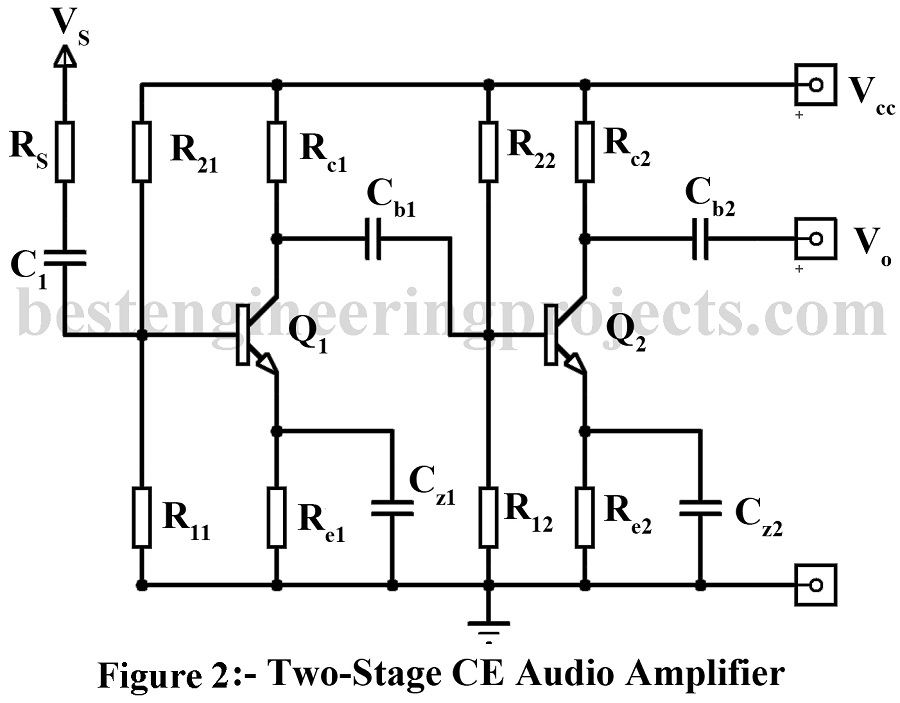 V_S
R_S
R_21
R_c1
R_22
R_c2
V_cc
+
C_b1
C_b2
C_1
V_o
+
bestengineeringprojects.com
Q_1
Q_2
R_11
R_e1
C_z1
R_12
R_e2
C_z2
Figure 2:- Two-Stage CE Audio Amplifier